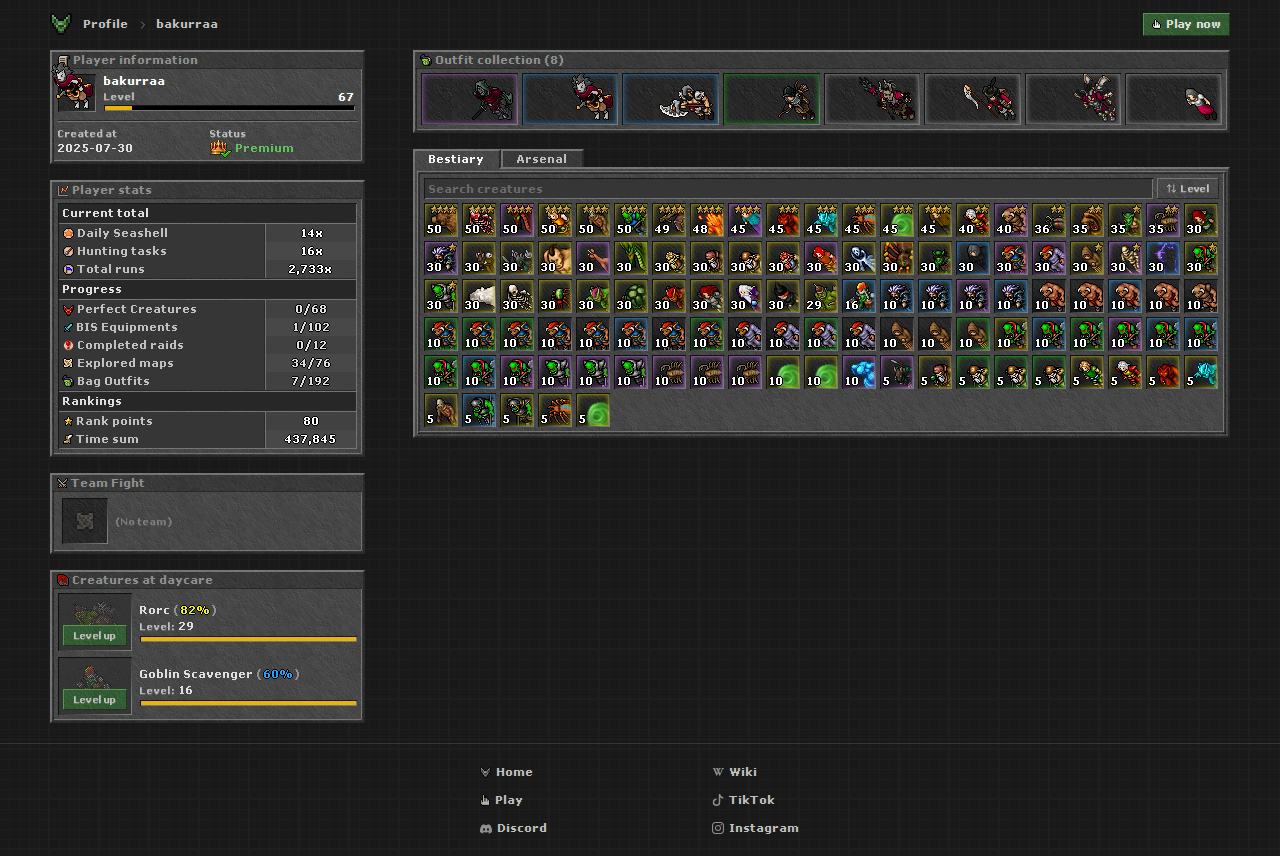 Profile > bakurraa
Play now
Player information
bakurraa
Level 67
Created at Status
2025-07-30 Premium
Player stats
Current total
Daily Seashell 14x
Hunting tasks 16x
Total runs 2,733x
Progress
Perfect Creatures 0/68
BIS Equipments 1/102
Completed raids 0/12
Explored maps 34/76
Bag Outfits 7/192
Rankings
Rank points 80
Time sum 437,845
Team Fight
(No team)
Creatures at daycare
Rorc (82%)
Level: 29
Level up
Goblin Scavenger (60%)
Level: 16
Level up
Outfit collection (8)
Bestiary Arsenal
Search creatures Level
50 50 50 50 50 50 49 48 45 45 45 45 45 45 40 40 36 35 35 35 30
30 30 30 30 30 30 30 30 30 30 30 30 30 30 30 30 30 30 30 30 30
30 30 30 30 30 30 30 30 30 30 29 16 10 10 10 10 10 10 10 10 10
10 10 10 10 10 10 10 10 10 10 10 10 10 10 10 10 10 10 10 10 10
10 10 10 10 10 10 10 10 10 10 10 10 5 5 5 5 5 5 5 5 5
5 5 5 5 5
Home Wiki
Play TikTok
Discord Instagram